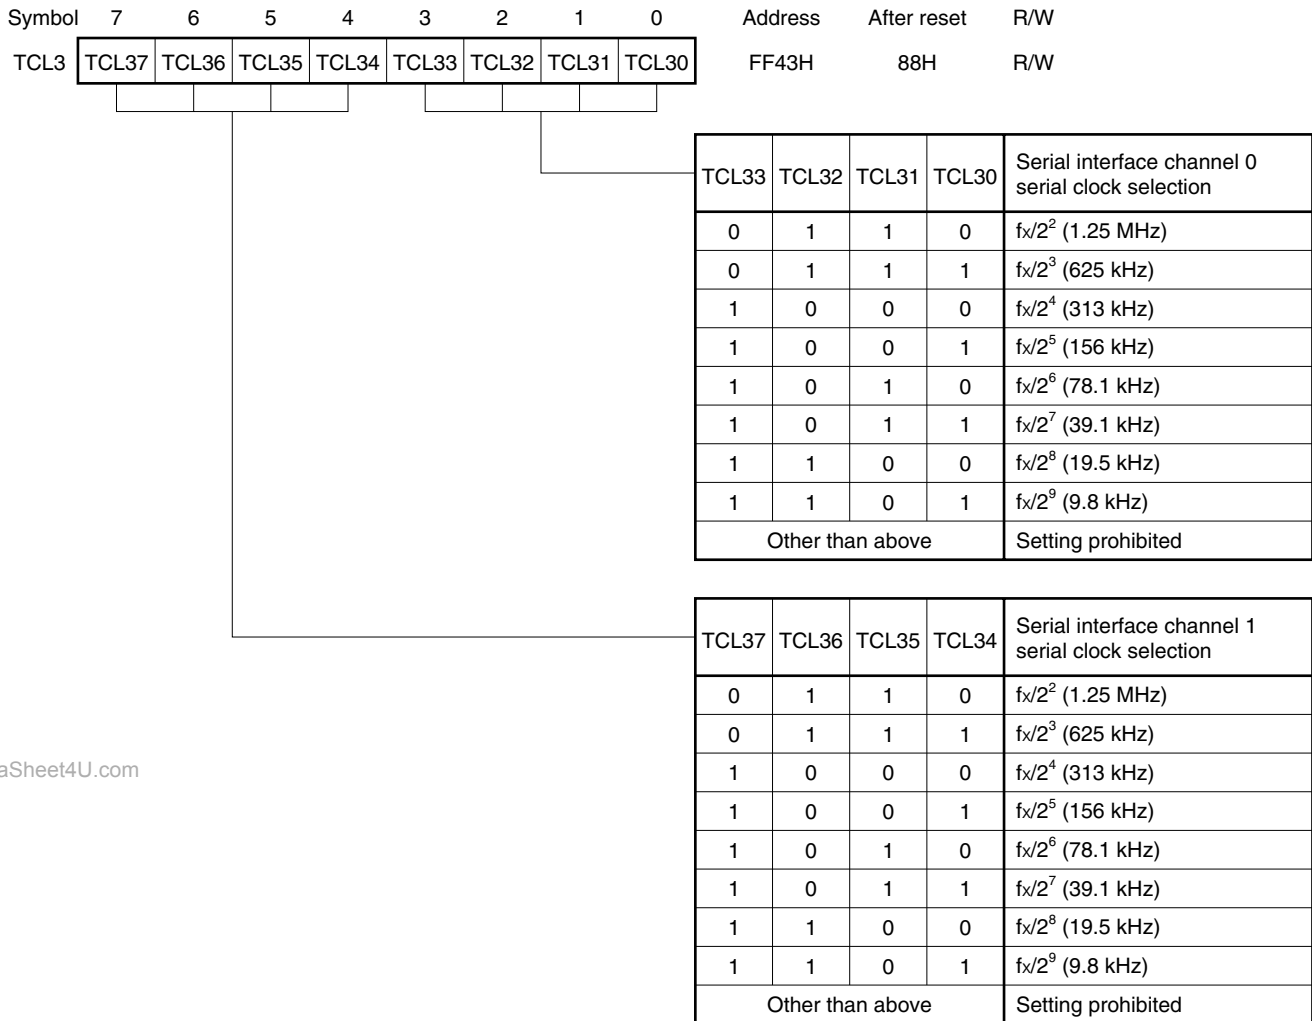 Symbol 7 6 5 4 3 2 1 0 Address After reset R/W
TCL3 TCL37 TCL36 TCL35 TCL34 TCL33 TCL32 TCL31 TCL30 FF43H 88H R/W
TCL33 TCL32 TCL31 TCL30 Serial interface channel 0
serial clock selection
0 1 1 0 fx/2² (1.25 MHz)
0 1 1 1 fx/2³ (625 kHz)
1 0 0 0 fx/2⁴ (313 kHz)
1 0 0 1 fx/2⁵ (156 kHz)
1 0 1 0 fx/2⁶ (78.1 kHz)
1 0 1 1 fx/2⁷ (39.1 kHz)
1 1 0 0 fx/2⁸ (19.5 kHz)
1 1 0 1 fx/2⁹ (9.8 kHz)
Other than above Setting prohibited
TCL37 TCL36 TCL35 TCL34 Serial interface channel 1
serial clock selection
0 1 1 0 fx/2² (1.25 MHz)
0 1 1 1 fx/2³ (625 kHz)
1 0 0 0 fx/2⁴ (313 kHz)
1 0 0 1 fx/2⁵ (156 kHz)
1 0 1 0 fx/2⁶ (78.1 kHz)
1 0 1 1 fx/2⁷ (39.1 kHz)
1 1 0 0 fx/2⁸ (19.5 kHz)
1 1 0 1 fx/2⁹ (9.8 kHz)
Other than above Setting prohibited
aSheet4U.com